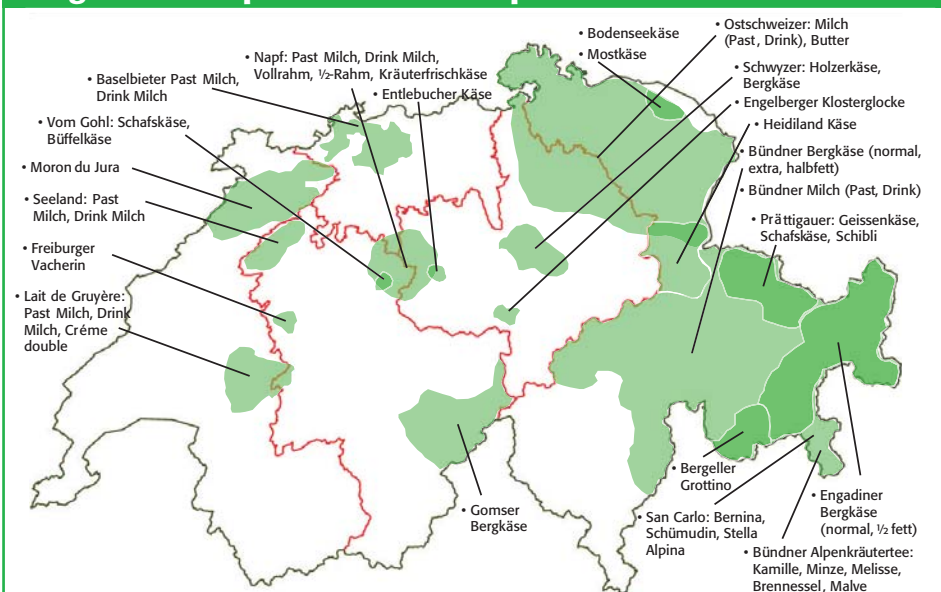 • Bodenseekäse
• Mostkäse
• Ostschweizer: Milch
(Past, Drink), Butter
• Schwyzer: Holzerkäse,
Bergkäse
• Engelberger Klosterglocke
• Heidiland Käse
• Bündner Bergkäse (normal,
extra, halbfett)
• Bündner Milch (Past, Drink)
• Prättigauer: Geissenkäse,
Schafskäse, Schibli
• Napf: Past Milch, Drink Milch,
Vollrahm, ½-Rahm, Kräuterfrischkäse
• Entlebucher Käse
• Baselbieter Past Milch,
Drink Milch
• Vom Gohl: Schafskäse,
Büffelkäse
• Moron du Jura
• Seeland: Past
Milch, Drink Milch
• Freiburger
Vacherin
• Lait de Gruyère:
Past Milch, Drink
Milch, Créme
double
• Gomser
Bergkäse
• Bergeller
Grottino
• San Carlo: Bernina,
Schümudin, Stella
Alpina
• Engadiner
Bergkäse
(normal, ½ fett)
• Bündner Alpenkräutertee:
Kamille, Minze, Melisse,
Brennessel, Malve